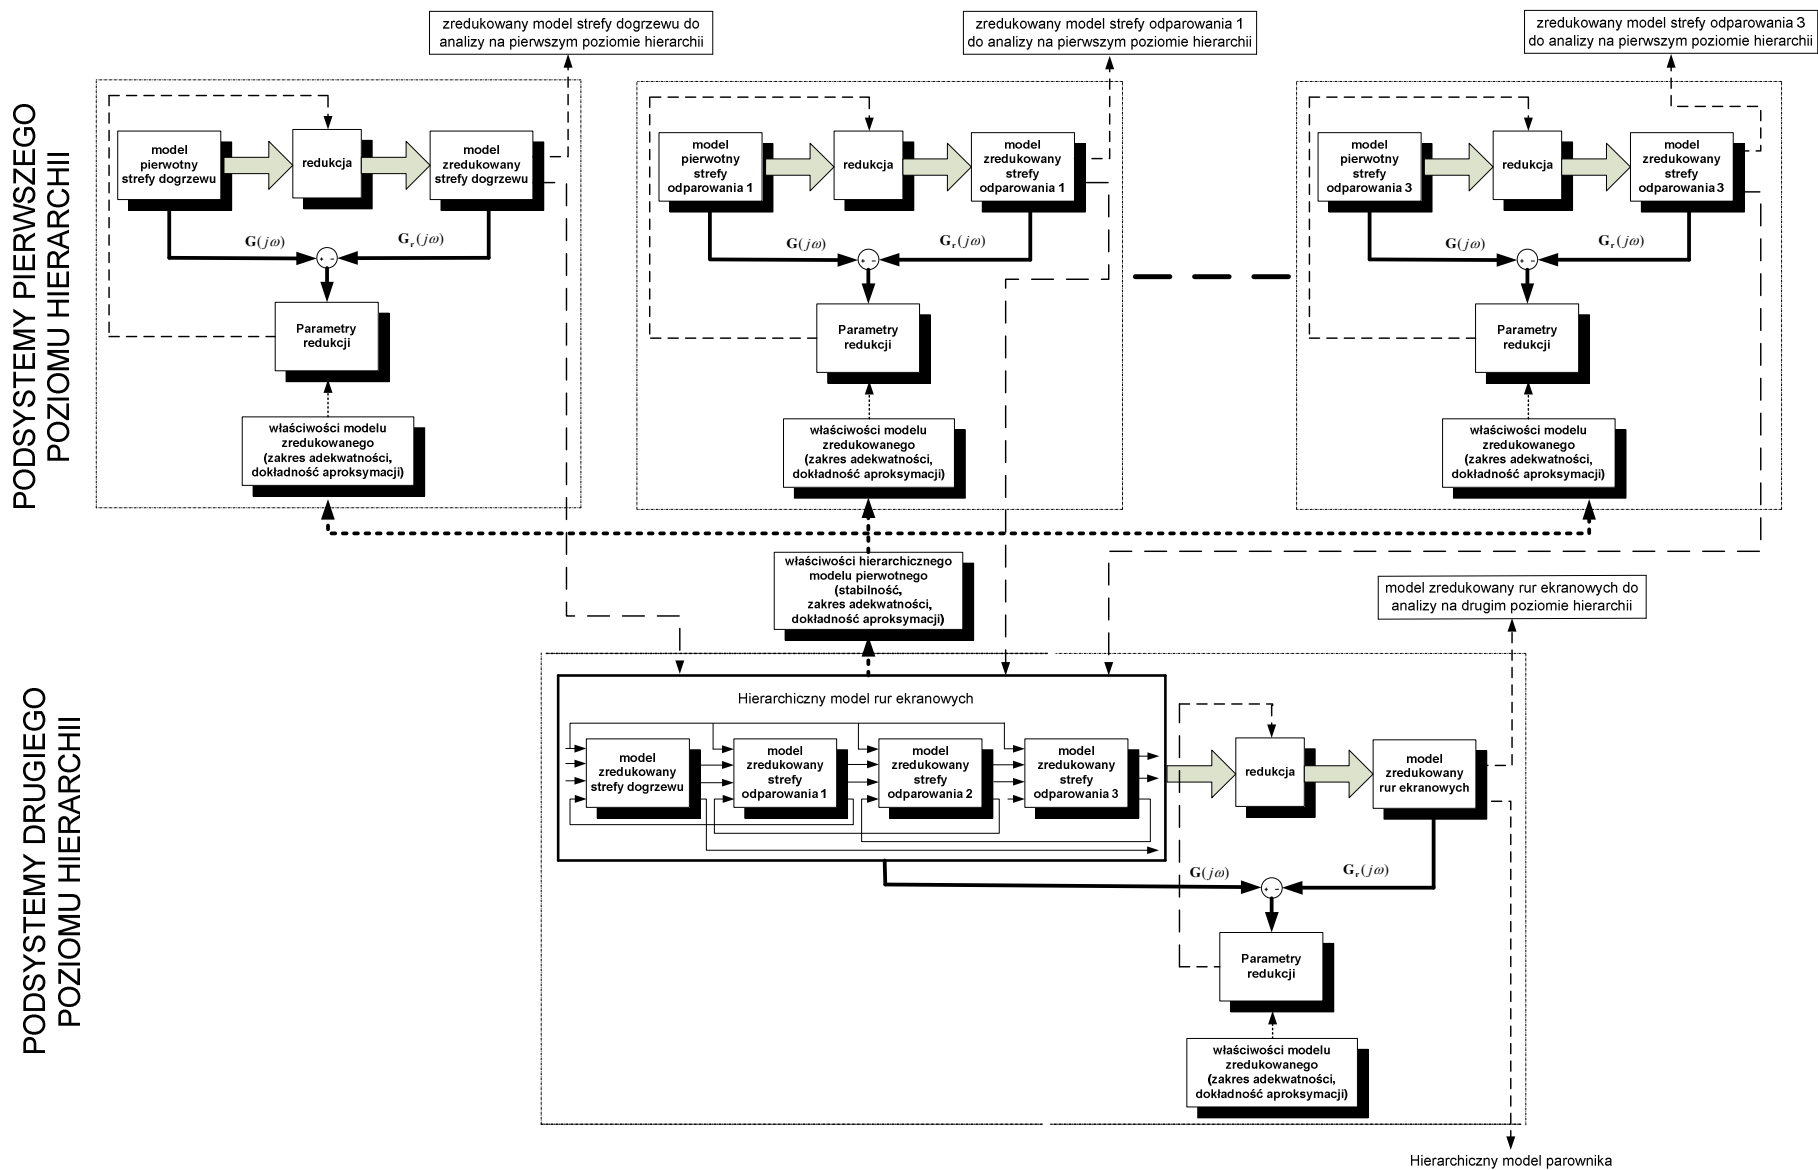 zredukowany model strefy dogrzewu do
analizy na pierwszym poziomie hierarchii
zredukowany model strefy odparowania 1
do analizy na pierwszym poziomie hierarchii
zredukowany model strefy odparowania 3
do analizy na pierwszym poziomie hierarchii
PODSYSTEMY PIERWSZEGO
POZIOMU HIERARCHII
model
pierwotny
strefy dogrzewu
redukcja
model
zredukowany
strefy dogrzewu
G(jω)
Gr(jω)
+ -
Parametry
redukcji
właściwości modelu
zredukowanego
(zakres adekwatności,
dokładność aproksymacji)
model
pierwotny
strefy
odparowania 1
redukcja
model
zredukowany
strefy
odparowania 1
G(jω)
Gr(jω)
+ -
Parametry
redukcji
właściwości modelu
zredukowanego
(zakres adekwatności,
dokładność aproksymacji)
model
pierwotny
strefy
odparowania 3
redukcja
model
zredukowany
strefy
odparowania 3
G(jω)
Gr(jω)
+ -
Parametry
redukcji
właściwości modelu
zredukowanego
(zakres adekwatności,
dokładność aproksymacji)
właściwości hierarchicznego
modelu pierwotnego
(stabilność,
zakres adekwatności,
dokładność aproksymacji)
model zredukowany rur ekranowych do
analizy na drugim poziomie hierarchii
PODSYSTEMY DRUGIEGO
POZIOMU HIERARCHII
Hierarchiczny model rur ekranowych
model
zredukowany
strefy dogrzewu
model
zredukowany
strefy
odparowania 1
model
zredukowany
strefy
odparowania 2
model
zredukowany
strefy
odparowania 3
redukcja
model
zredukowany
rur ekranowych
G(jω)
Gr(jω)
+ -
Parametry
redukcji
właściwości modelu
zredukowanego
(zakres adekwatności,
dokładność aproksymacji)
Hierarchiczny model parownika